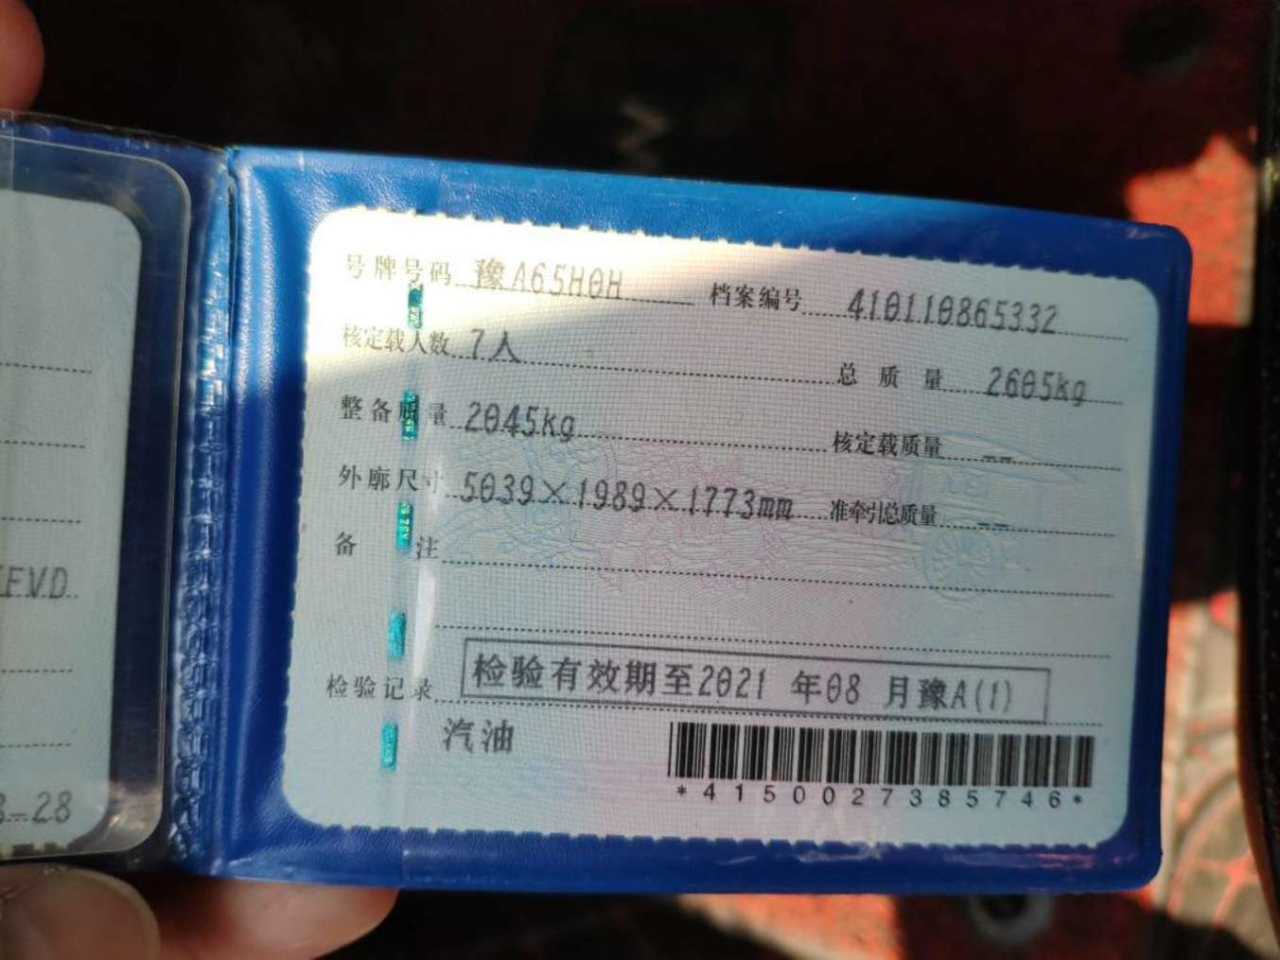 号牌号码 豫A65H0H 档案编号 410110865332
核定载人数 7人 总质量 2605kg
整备质量 2045kg 核定载质量 --
外廓尺寸 5039×1989×1773mm 准牵引总质量 --
备注
检验记录 检验有效期至2021年08月豫A(1)
汽油
*4150027385746*
EVD
-28